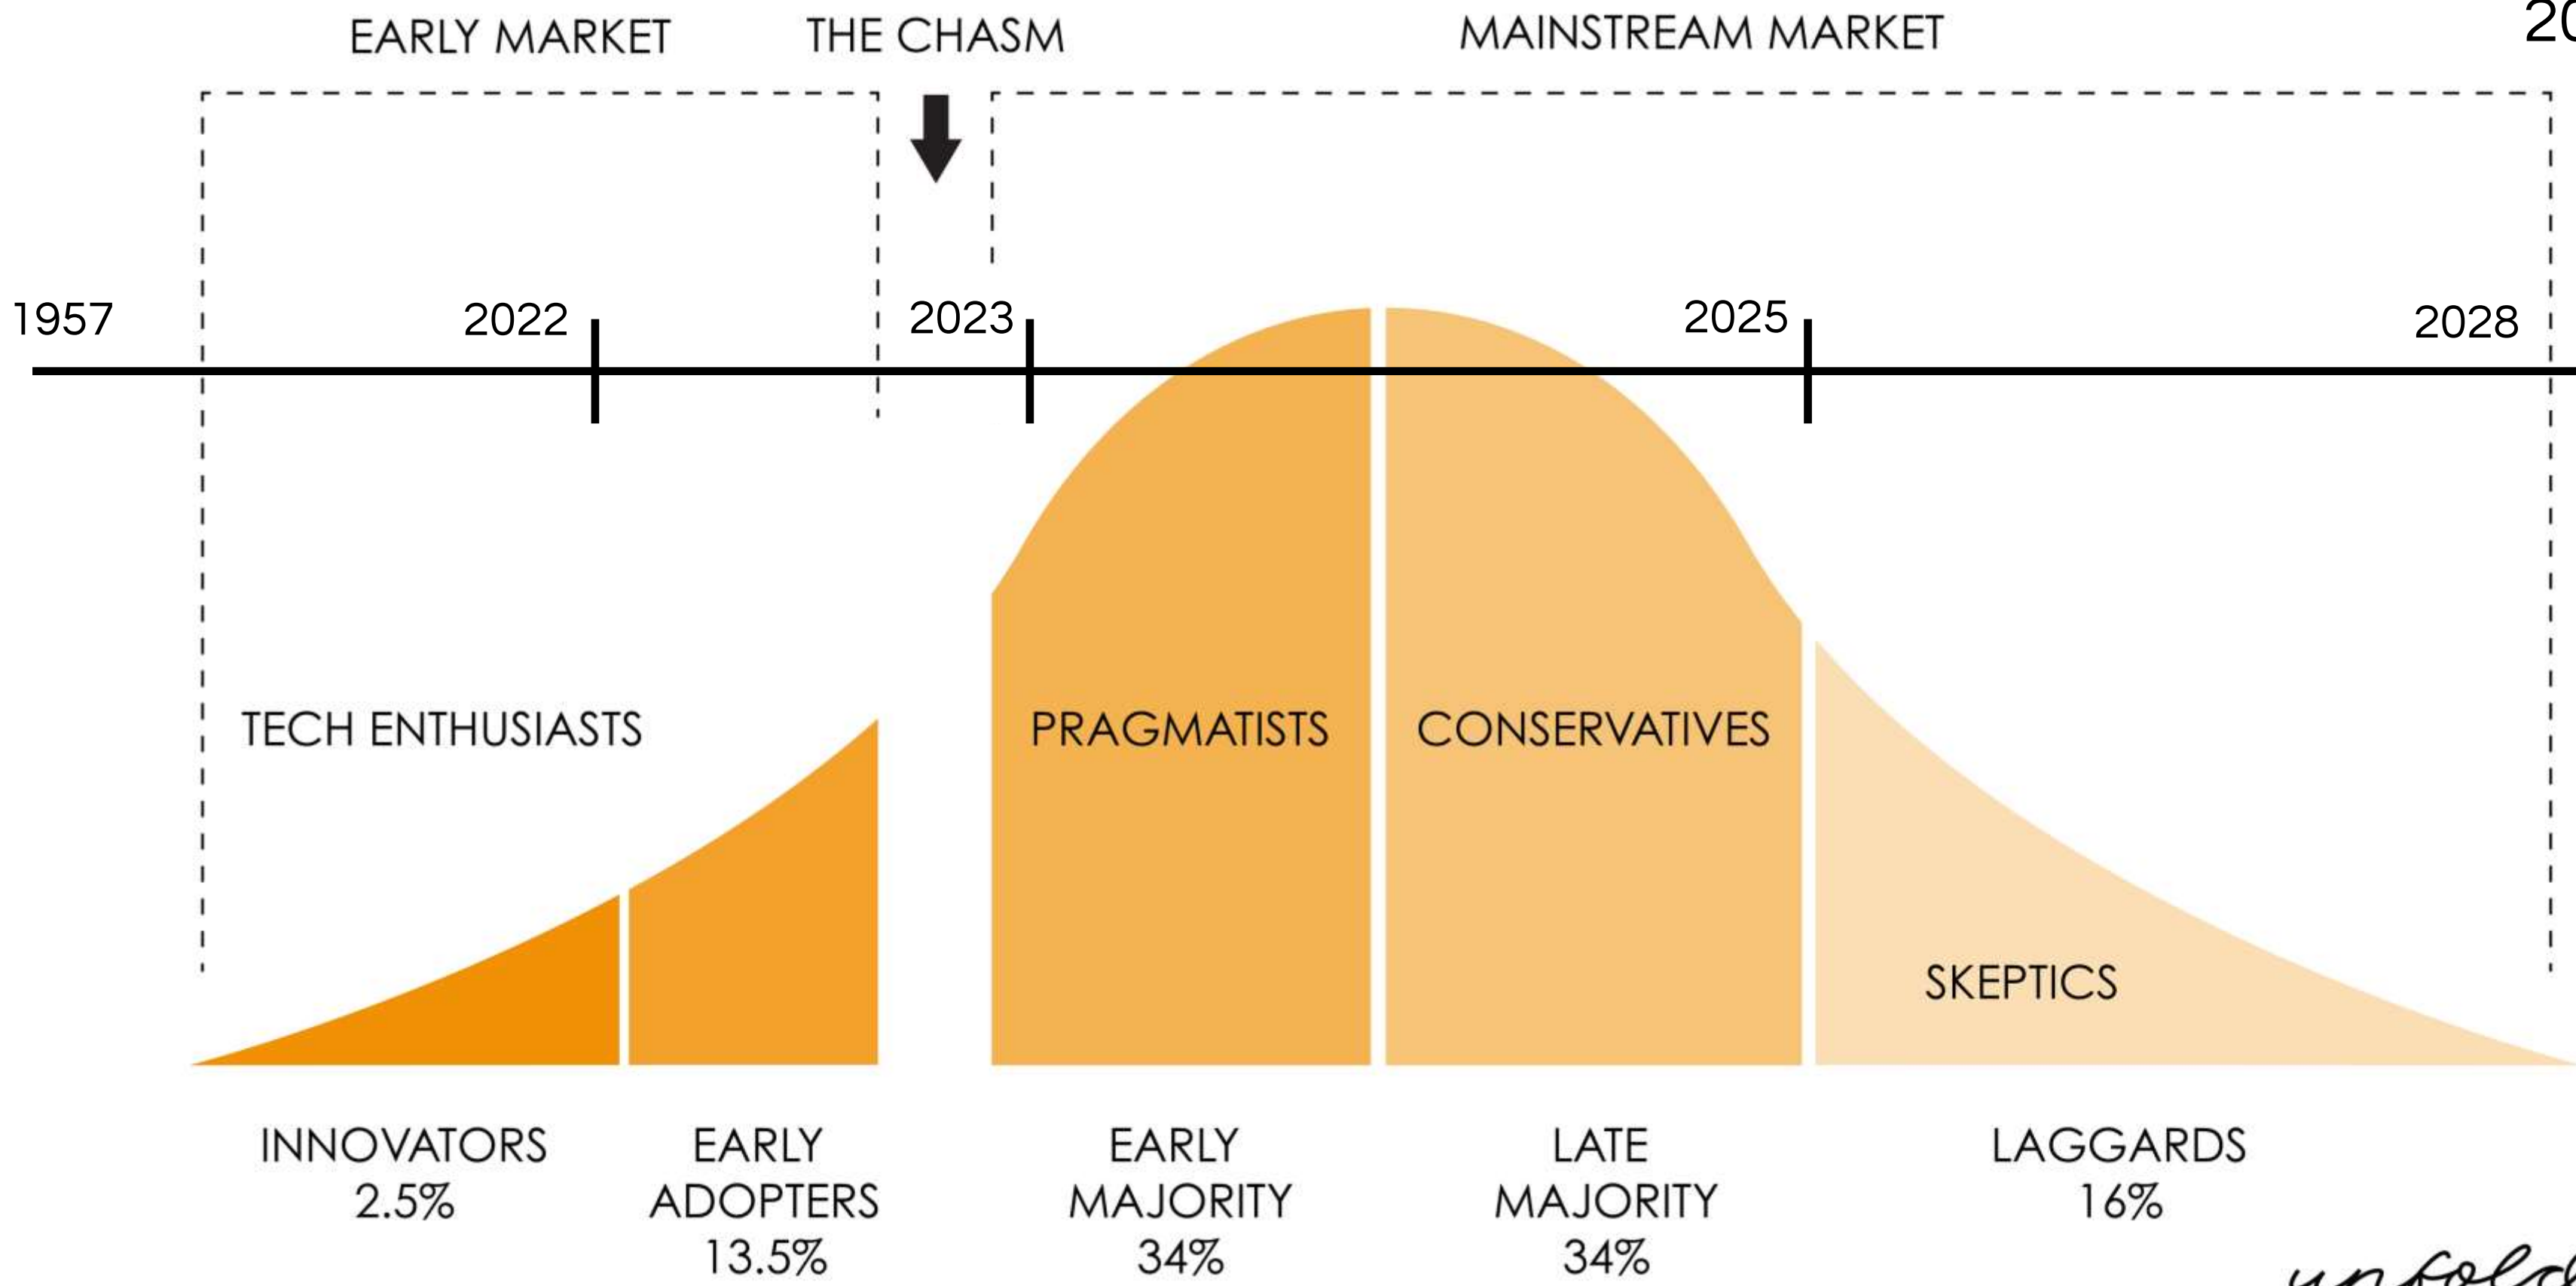 EARLY MARKET
THE CHASM
MAINSTREAM MARKET
20
1957
2022
2023
2025
2028
TECH ENTHUSIASTS
PRAGMATISTS
CONSERVATIVES
SKEPTICS
INNOVATORS
2.5%
EARLY
ADOPTERS
13.5%
EARLY
MAJORITY
34%
LATE
MAJORITY
34%
LAGGARDS
16%